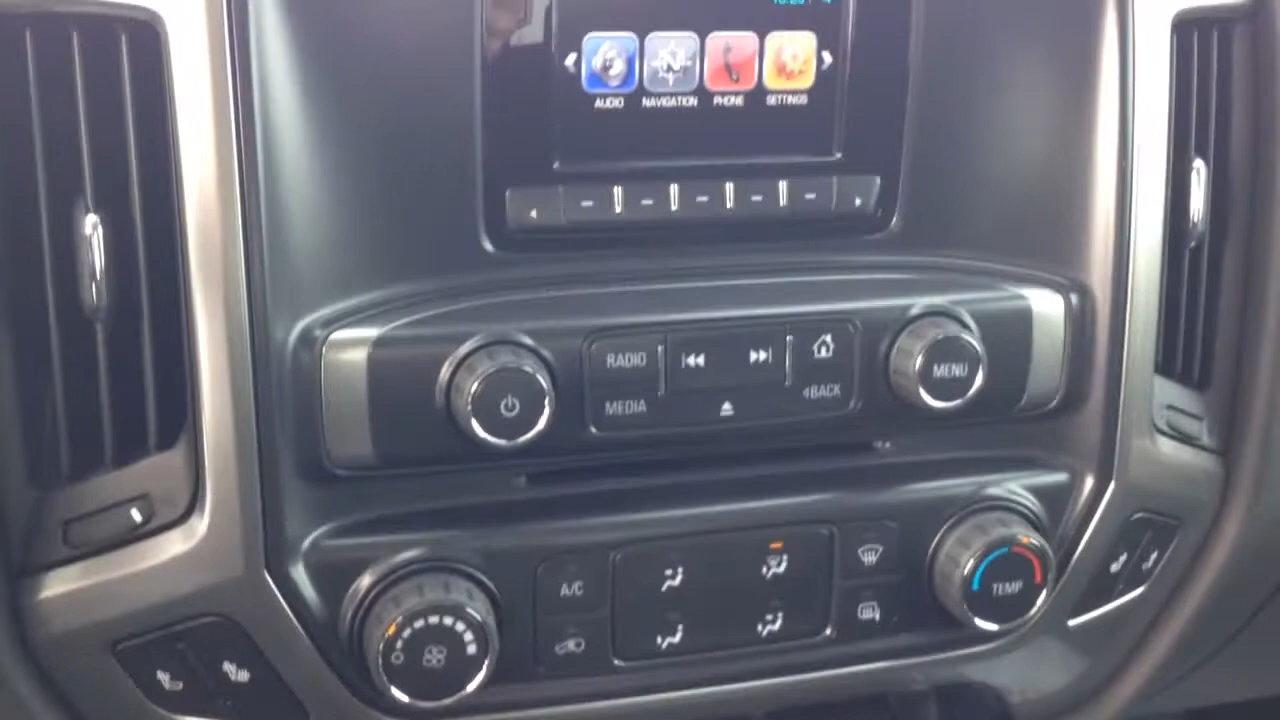 AUDIO NAVIGATION PHONE SETTINGS
RADIO
MEDIA
BACK
MENU
A/C
TEMP